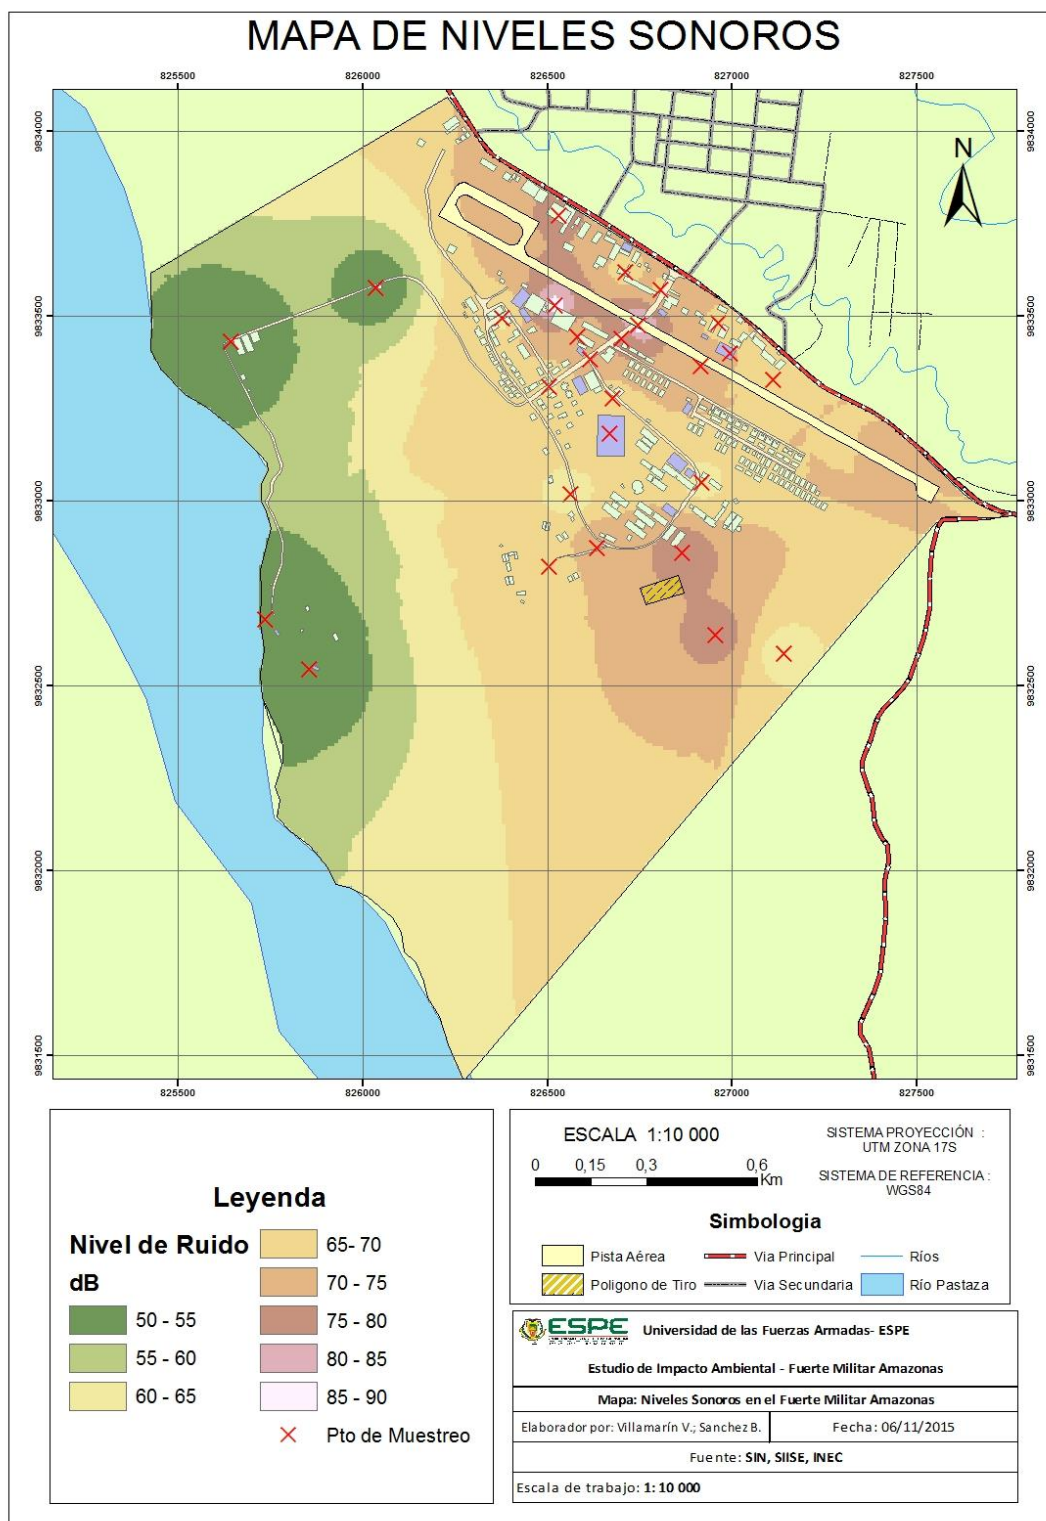 MAPA DE NIVELES SONOROS
825500 826000 826500 827000 827500
9834000 9834000
N
9833500 9833500
9833000 9833000
9832500 9832500
9832000 9832000
9831500 9831500
825500 826000 826500 827000 827500
Leyenda
Nivel de Ruido
dB
50 - 55
55 - 60
60 - 65
65- 70
70 - 75
75 - 80
80 - 85
85 - 90
Pto de Muestreo
ESCALA 1:10 000
0 0,15 0,3 0,6
Km
SISTEMA PROYECCIÓN :
UTM ZONA 17S
SISTEMA DE REFERENCIA :
WGS84
Simbologia
Pista Aérea Via Principal Ríos
Poligono de Tiro Via Secundaria Río Pastaza
ESPE Universidad de las Fuerzas Armadas- ESPE
Estudio de Impacto Ambiental - Fuerte Militar Amazonas
Mapa: Niveles Sonoros en el Fuerte Militar Amazonas
Elaborador por: Villamarín V.; Sanchez B. Fecha: 06/11/2015
Fuente: SIN, SIISE, INEC
Escala de trabajo: 1: 10 000